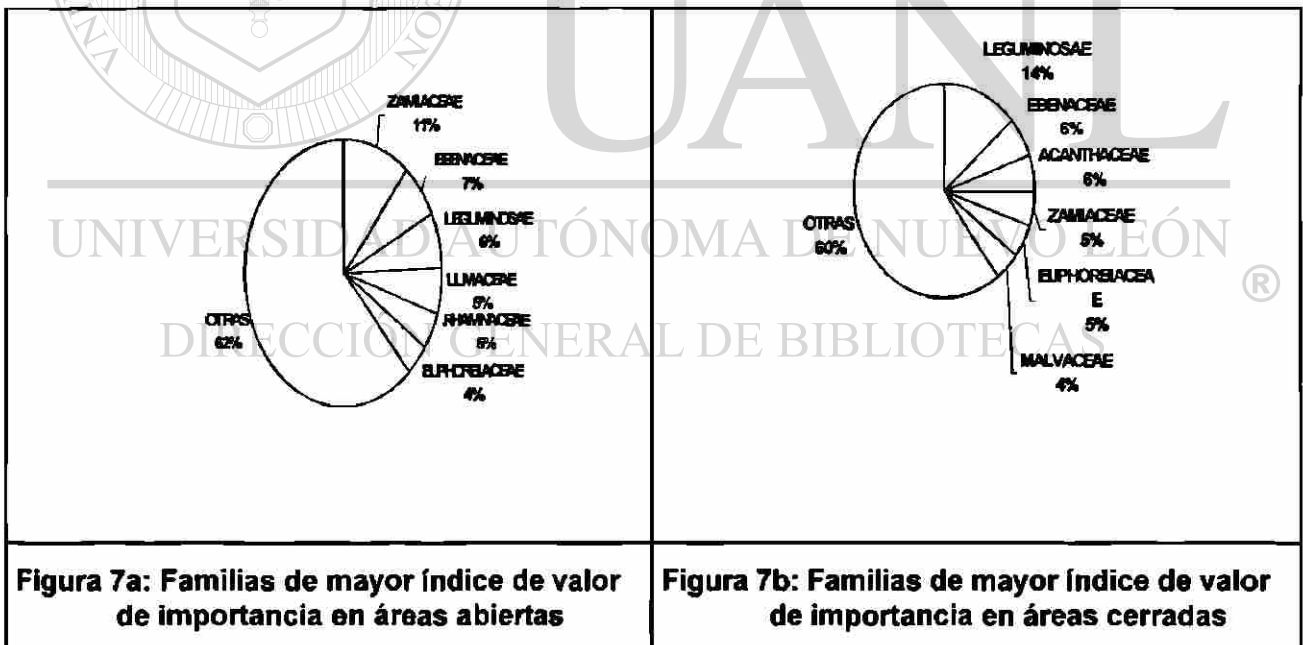 UANL
UNIVERSIDAD AUTÓNOMA DE NUEVO LEÓN
®
DIRECCIÓN GENERAL DE BIBLIOTECAS
ZAMIACEAE
11%
EBENACEAE
7%
LEGUMINOSAE
6%
ULMACEAE
5%
RHAMNACEAE
5%
EUPHORBIACEAE
4%
OTRAS
62%
Figura 7a: Familias de mayor índice de valor
de importancia en áreas abiertas
LEGUMINOSAE
14%
EBENACEAE
6%
ACANTHACEAE
6%
ZAMIACEAE
5%
EUPHORBIACEA
E
5%
MALVACEAE
4%
OTRAS
60%
Figura 7b: Familias de mayor índice de valor
de importancia en áreas cerradas